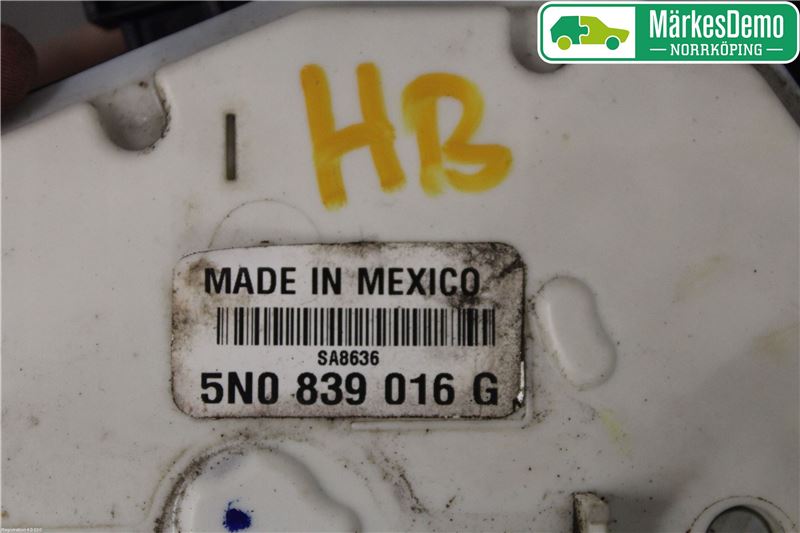 MärkesDemo
NORRKÖPING
HB
MADE IN MEXICO
SA8636
5N0 839 016 G